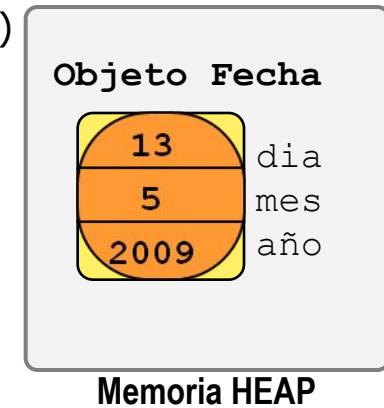 )
Objeto Fecha
13 dia
5 mes
2009 año
Memoria HEAP